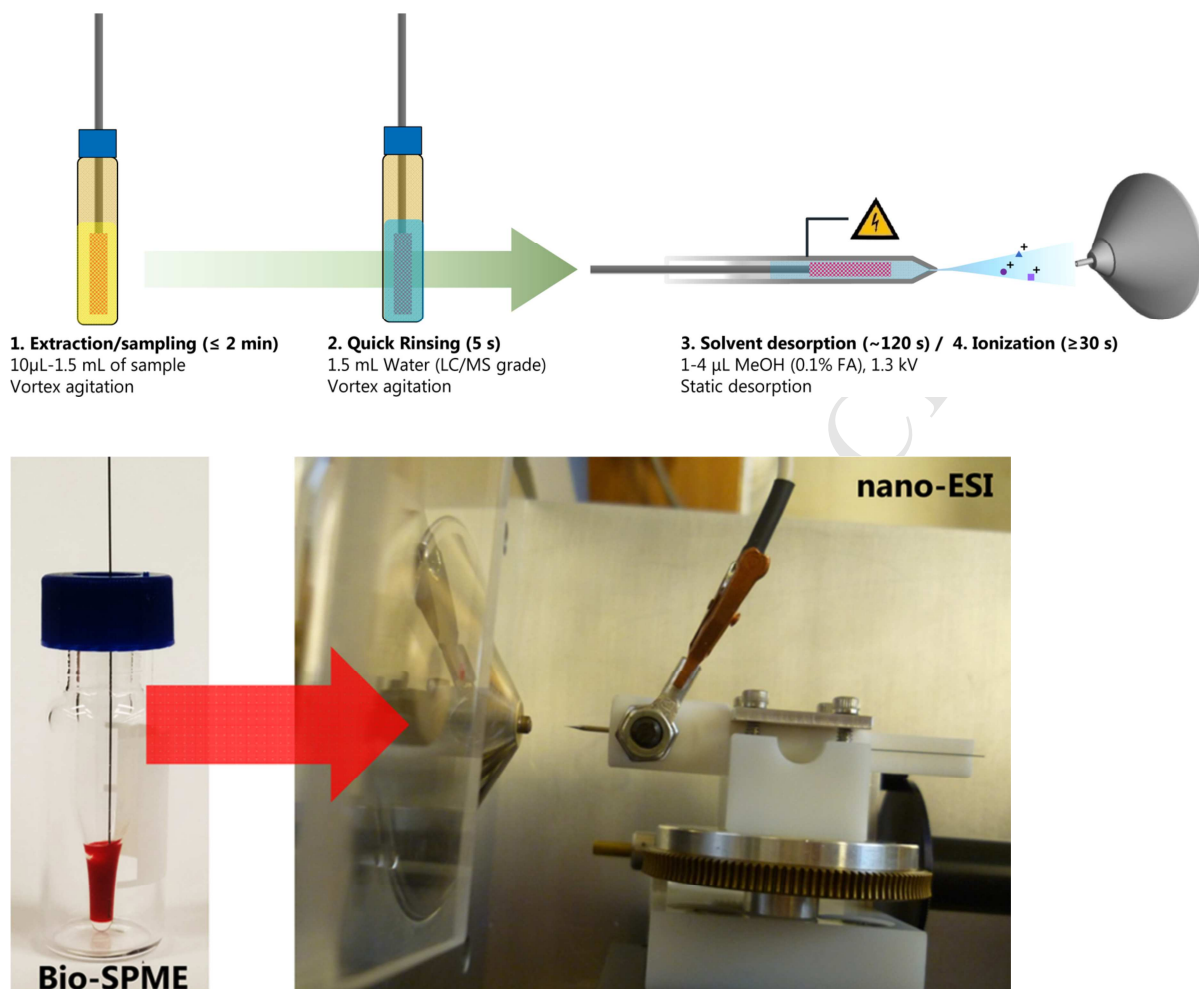 1. Extraction/sampling (≤ 2 min)
10µL-1.5 mL of sample
Vortex agitation
2. Quick Rinsing (5 s)
1.5 mL Water (LC/MS grade)
Vortex agitation
3. Solvent desorption (~120 s) / 4. Ionization (≥30 s)
1-4 µL MeOH (0.1% FA), 1.3 kV
Static desorption
+
+
+
+
C
Bio-SPME
nano-ESI